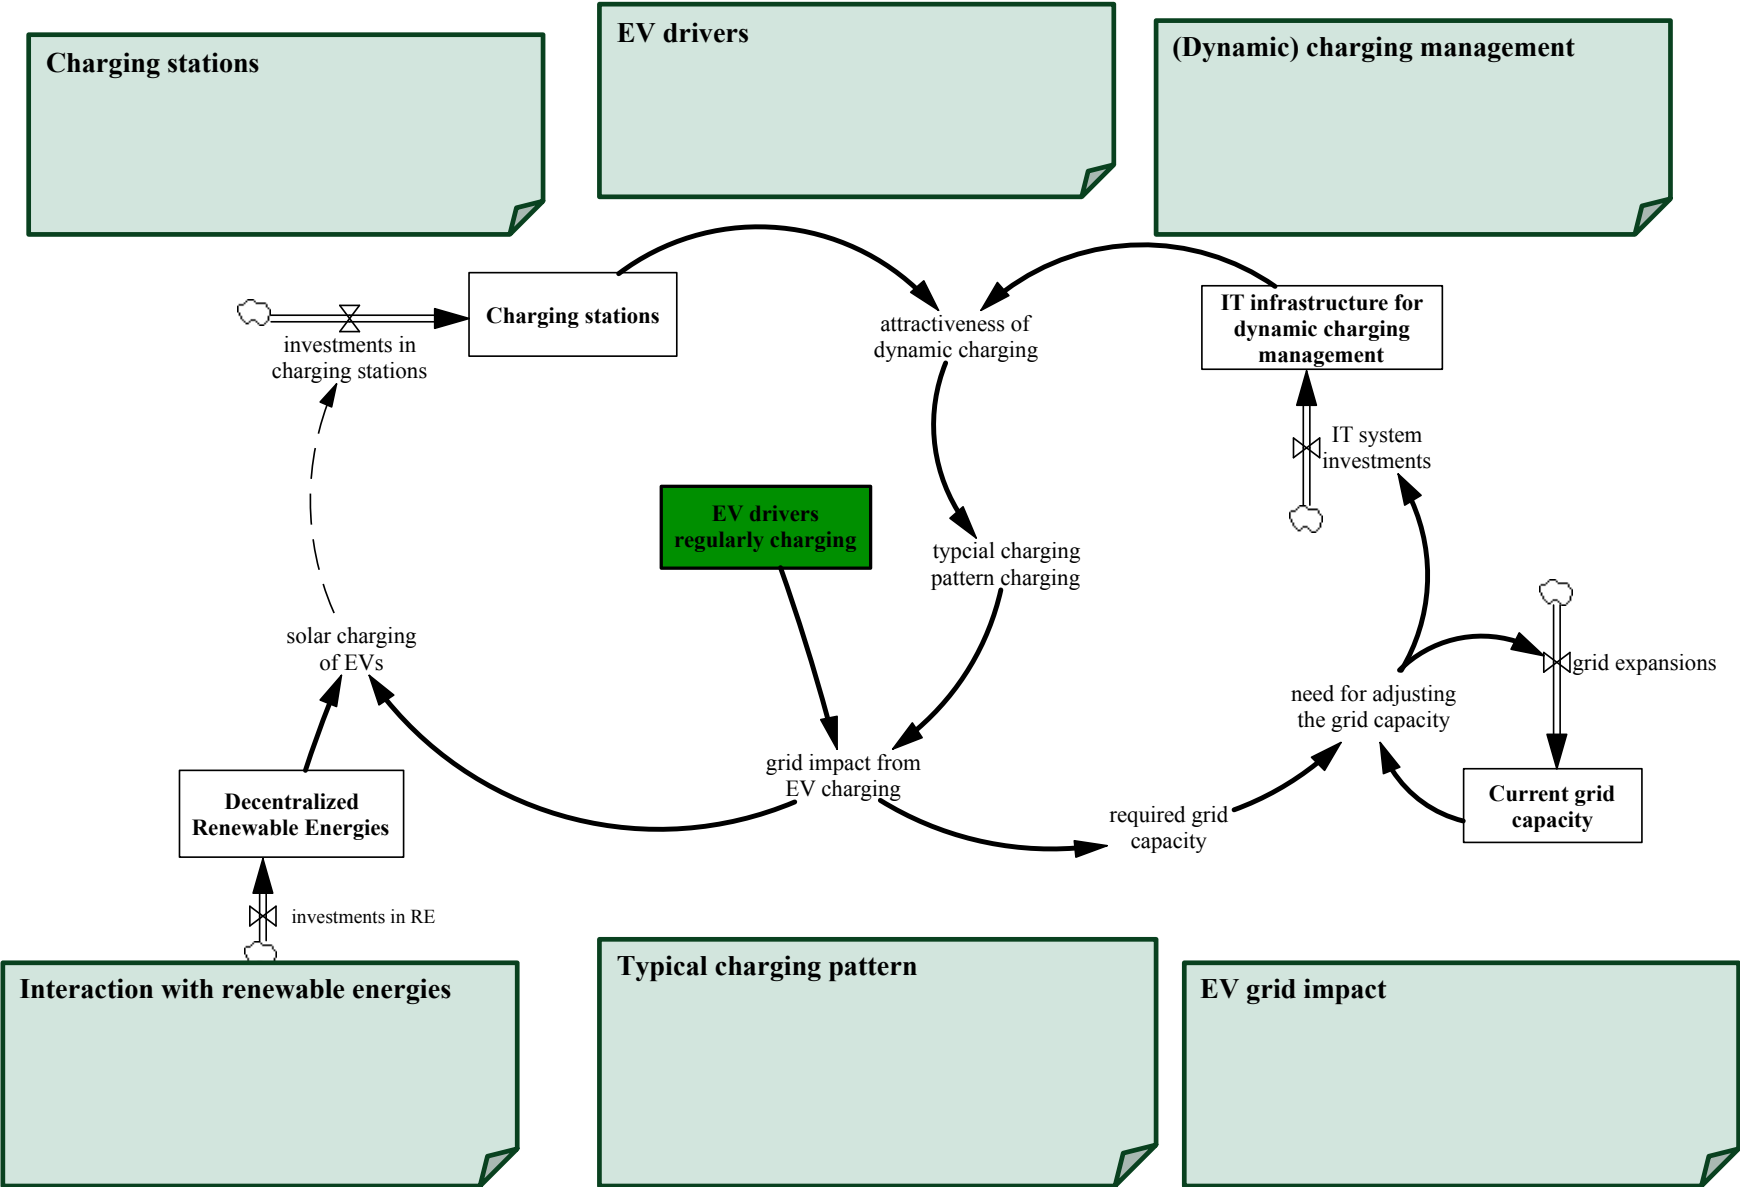 Charging stations
EV drivers
(Dynamic) charging management
Charging stations
investments in
charging stations
attractiveness of
dynamic charging
IT infrastructure for
dynamic charging
management
IT system
investments
EV drivers
regularly charging
typcial charging
pattern charging
solar charging
of EVs
grid expansions
need for adjusting
the grid capacity
grid impact from
EV charging
Decentralized
Renewable Energies
required grid
capacity
Current grid
capacity
investments in RE
Interaction with renewable energies
Typical charging pattern
EV grid impact